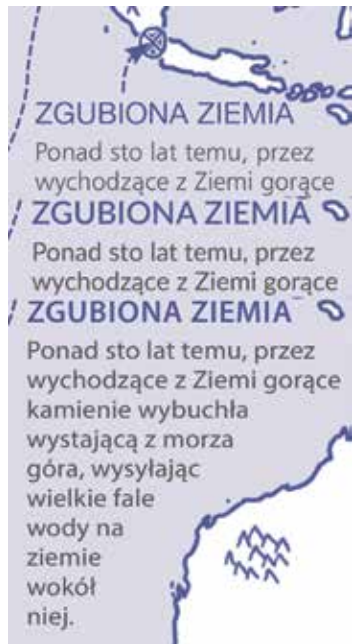 ZGUBIONA ZIEMIA
Ponad sto lat temu, przez
wychodzące z Ziemi gorące
ZGUBIONA ZIEMIA
Ponad sto lat temu, przez
wychodzące z Ziemi gorące
ZGUBIONA ZIEMIA
Ponad sto lat temu, przez
wychodzące z Ziemi gorące
kamienie wybuchła
wystającą z morza
góra, wysyłając
wielkie fale
wody na
ziemie
wokół
niej.